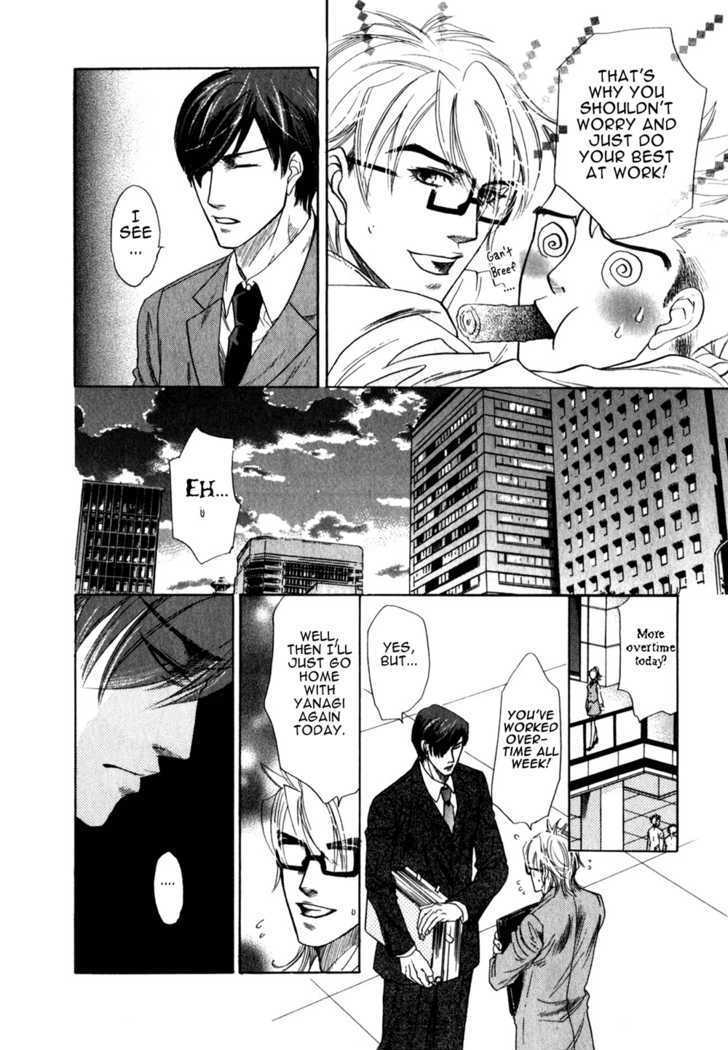 THAT'S
WHY YOU
SHOULDN'T
WORRY AND
JUST DO
YOUR BEST
AT WORK!
Can't
Breef
....
I
SEE
...
EH...
More
overtime
today?
YOU'VE
WORKED
OVER-
TIME ALL
WEEK!
YES,
BUT...
WELL,
THEN I'LL
JUST GO
HOME
WITH
YANAGI
AGAIN
TODAY.
....